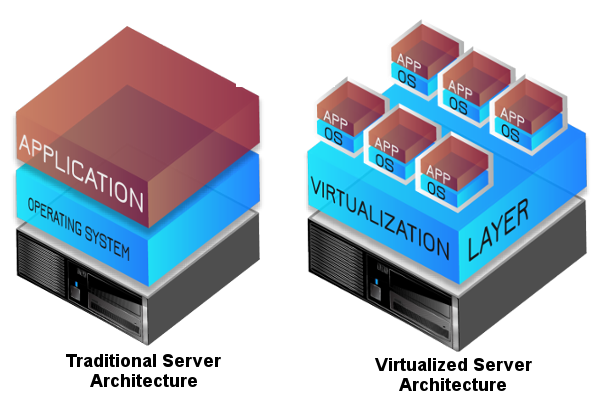 APPLICATION
OPERATING SYSTEM
Traditional Server
Architecture
APP
OS
APP
OS
APP
OS
APP
OS
APP
OS
APP
OS
VIRTUALIZATION LAYER
Virtualized Server
Architecture